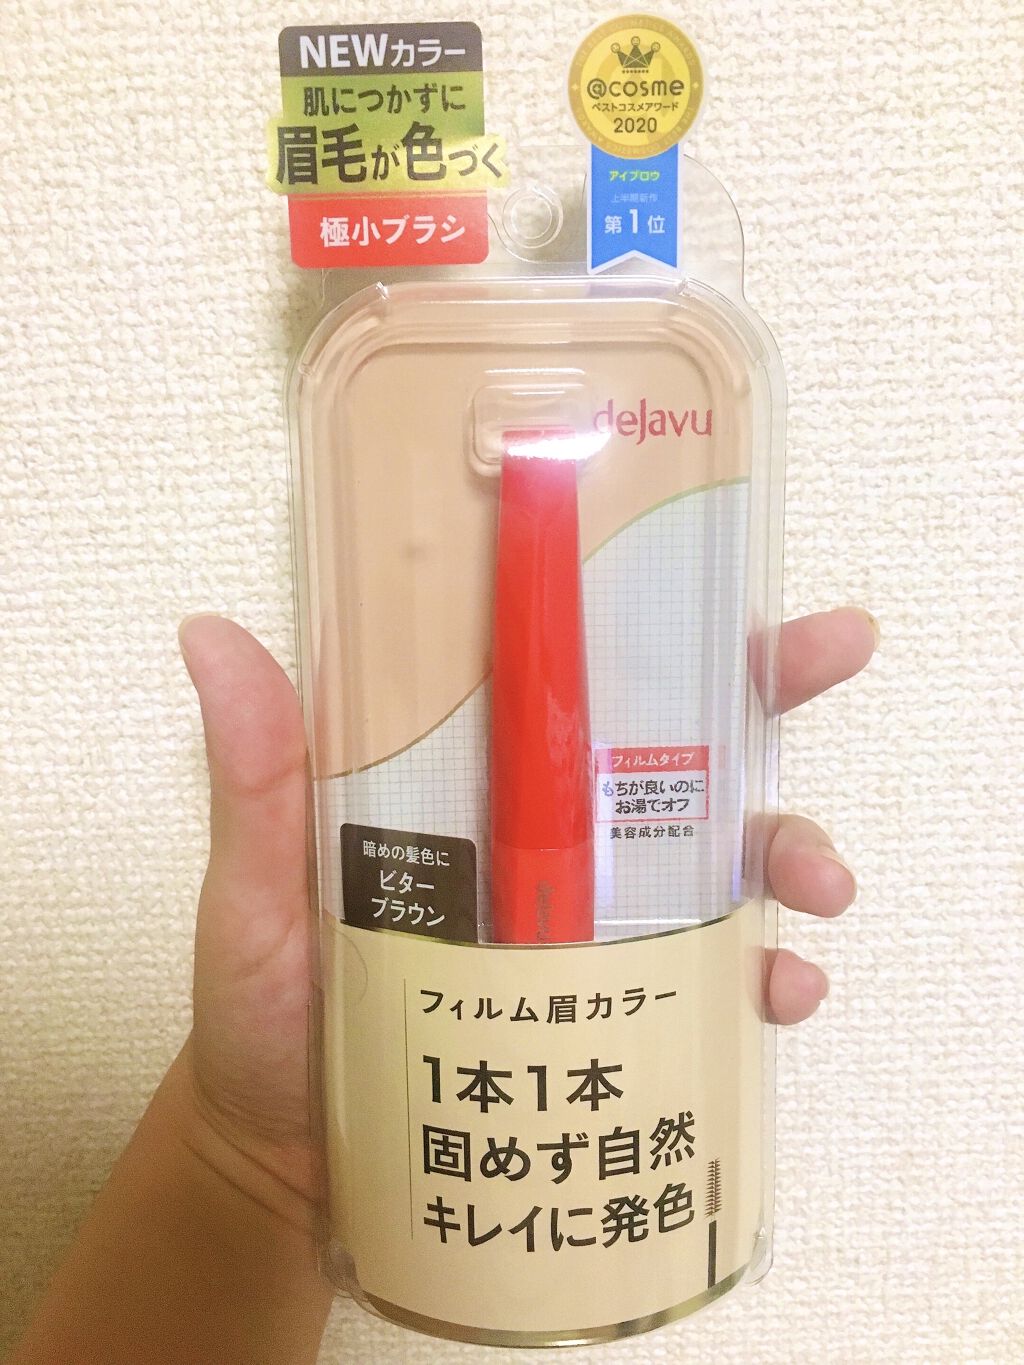 NEWカラー
肌につかずに
眉毛が色づく
極小ブラシ
@cosme
ベストコスメアワード
2020
アイブロウ
上半期新作
第1位
dejavu
フィルムタイプ
もちが良いのに
お湯でオフ
美容成分配合
暗めの髪色に
ビター
ブラウン
dejavu
フィルム眉カラー
1本1本
固めず自然
キレイに発色